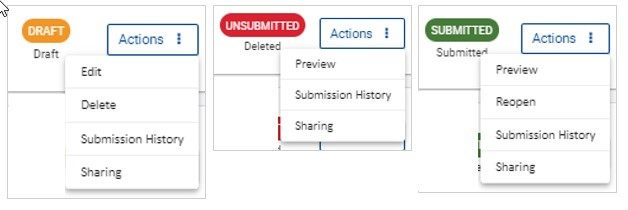 DRAFT
Draft
Actions
Edit
Delete
Submission History
Sharing
UNSUBMITTED
Deleted
Actions
Preview
Submission History
Sharing
SUBMITTED
Submitted
Actions
Preview
Reopen
Submission History
Sharing